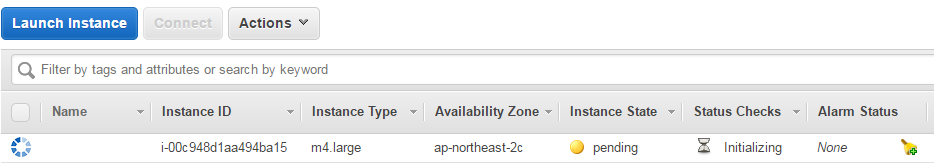 Launch Instance Connect Actions
Filter by tags and attributes or search by keyword
Name Instance ID Instance Type Availability Zone Instance State Status Checks Alarm Status
i-00c948d1aa494ba15 m4.large ap-northeast-2c pending Initializing None